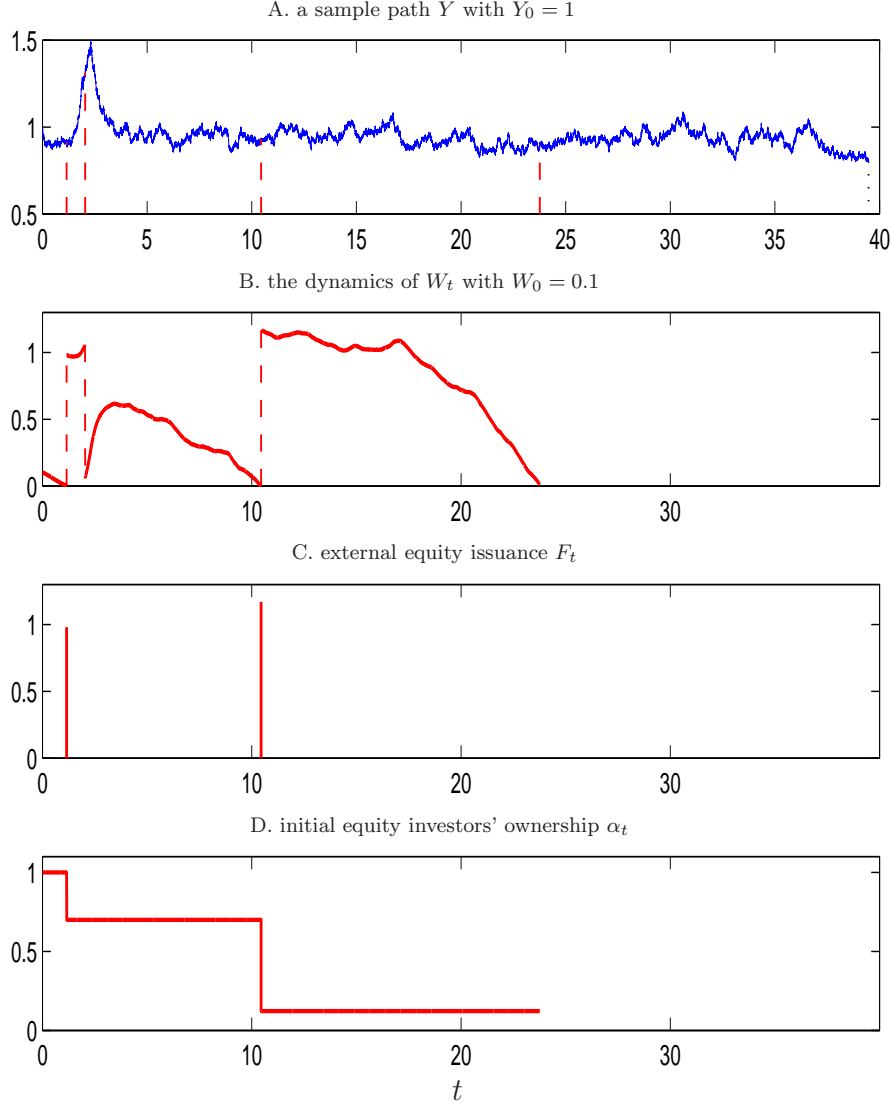 A. a sample path Y with Y₀ = 1
1.5
1
0.5
0 5 10 15 20 25 30 35 40
B. the dynamics of Wₜ with W₀ = 0.1
1
0.5
0
0 10 20 30
C. external equity issuance Fₜ
1
0.5
0
0 10 20 30
D. initial equity investors’ ownership αₜ
1
0.5
0
0 10 20 30
t